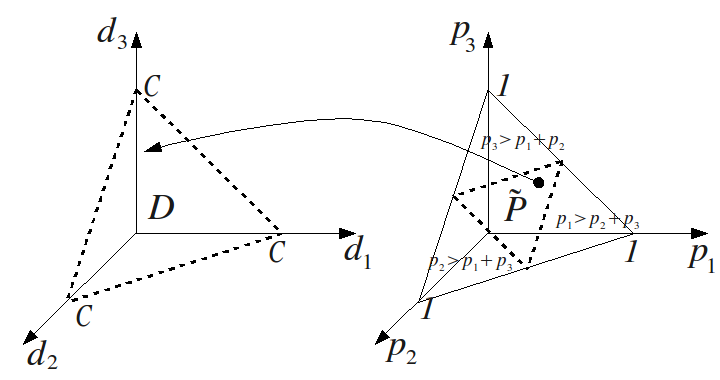 d₃
C
D
C
d₁
C
d₂
p₃
1
p₃ > p₁ + p₂
P̃
p₁ > p₂ + p₃
1
p₁
p₂ > p₁ + p₃
1
p₂